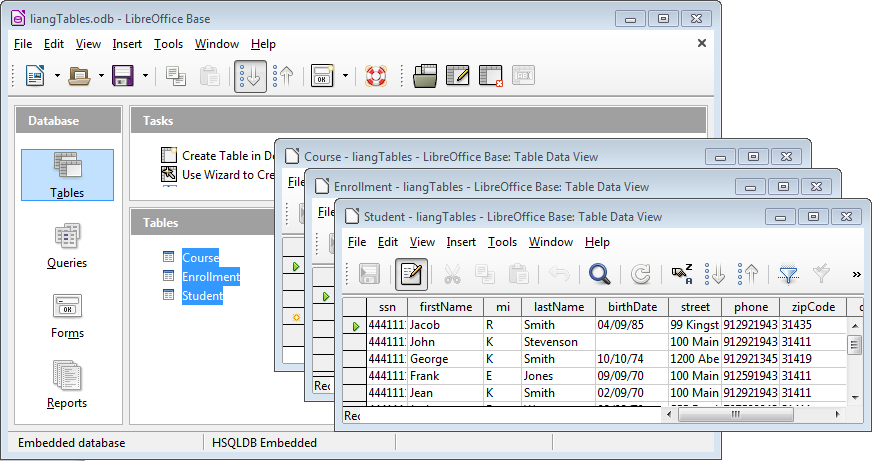 liangTables.odb - LibreOffice Base
File Edit View Insert Tools Window Help
Database
Tasks
Tables
Queries
Forms
Reports
Create Table in De
Use Wizard to Cre
Tables
Course
Enrollment
Student
Embedded database HSQLDB Embedded
Course - liangTables - LibreOffice Base: Table Data View
File
Enrollment - liangTables - LibreOffice Base: Table Data View
File
Rec
Student - liangTables - LibreOffice Base: Table Data View
File Edit View Insert Tools Window Help
ssn firstName mi lastName birthDate street phone zipCode
444111 Jacob R Smith 04/09/85 99 Kingst 912921943 31435
444111 John K Stevenson 100 Main 912921943 31411
444111 George K Smith 10/10/74 1200 Abe 912921345 31419
444111 Frank E Jones 09/09/70 100 Main 912591943 31411
444111 Jean K Smith 02/09/70 100 Main 912921943 31411
Rec